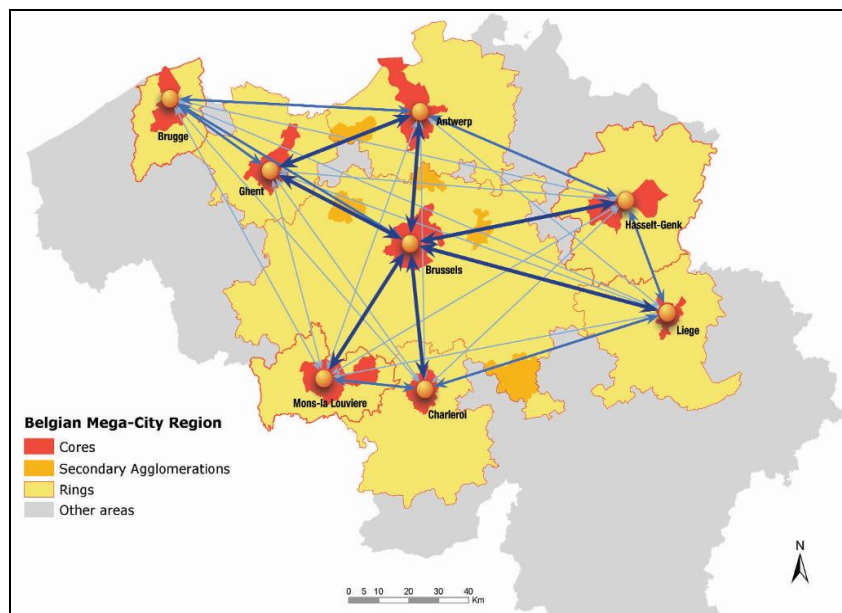 Brugge
Antwerp
Ghent
Hasselt-Genk
Brussels
Liege
Mons-la Louviere
Charleroi
Belgian Mega-City Region
Cores
Secondary Agglomerations
Rings
Other areas
N
0 5 10 20 30 40
Km